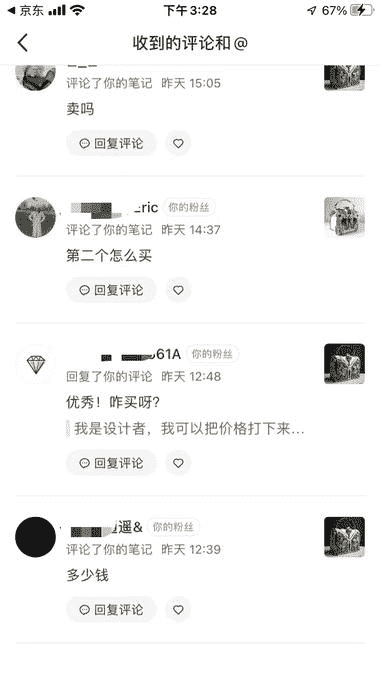 京东
下午3:28
67%
收到的评论和@
评论了你的笔记 昨天 15:05
卖吗
回复评论
ric 你的粉丝
评论了你的笔记 昨天 14:37
第二个怎么买
回复评论
61A 你的粉丝
回复了你的评论 昨天 12:48
优秀！咋买呀?
我是设计者，我可以把价格打下来...
回复评论
遥& 你的粉丝
评论了你的笔记 昨天 12:39
多少钱
回复评论